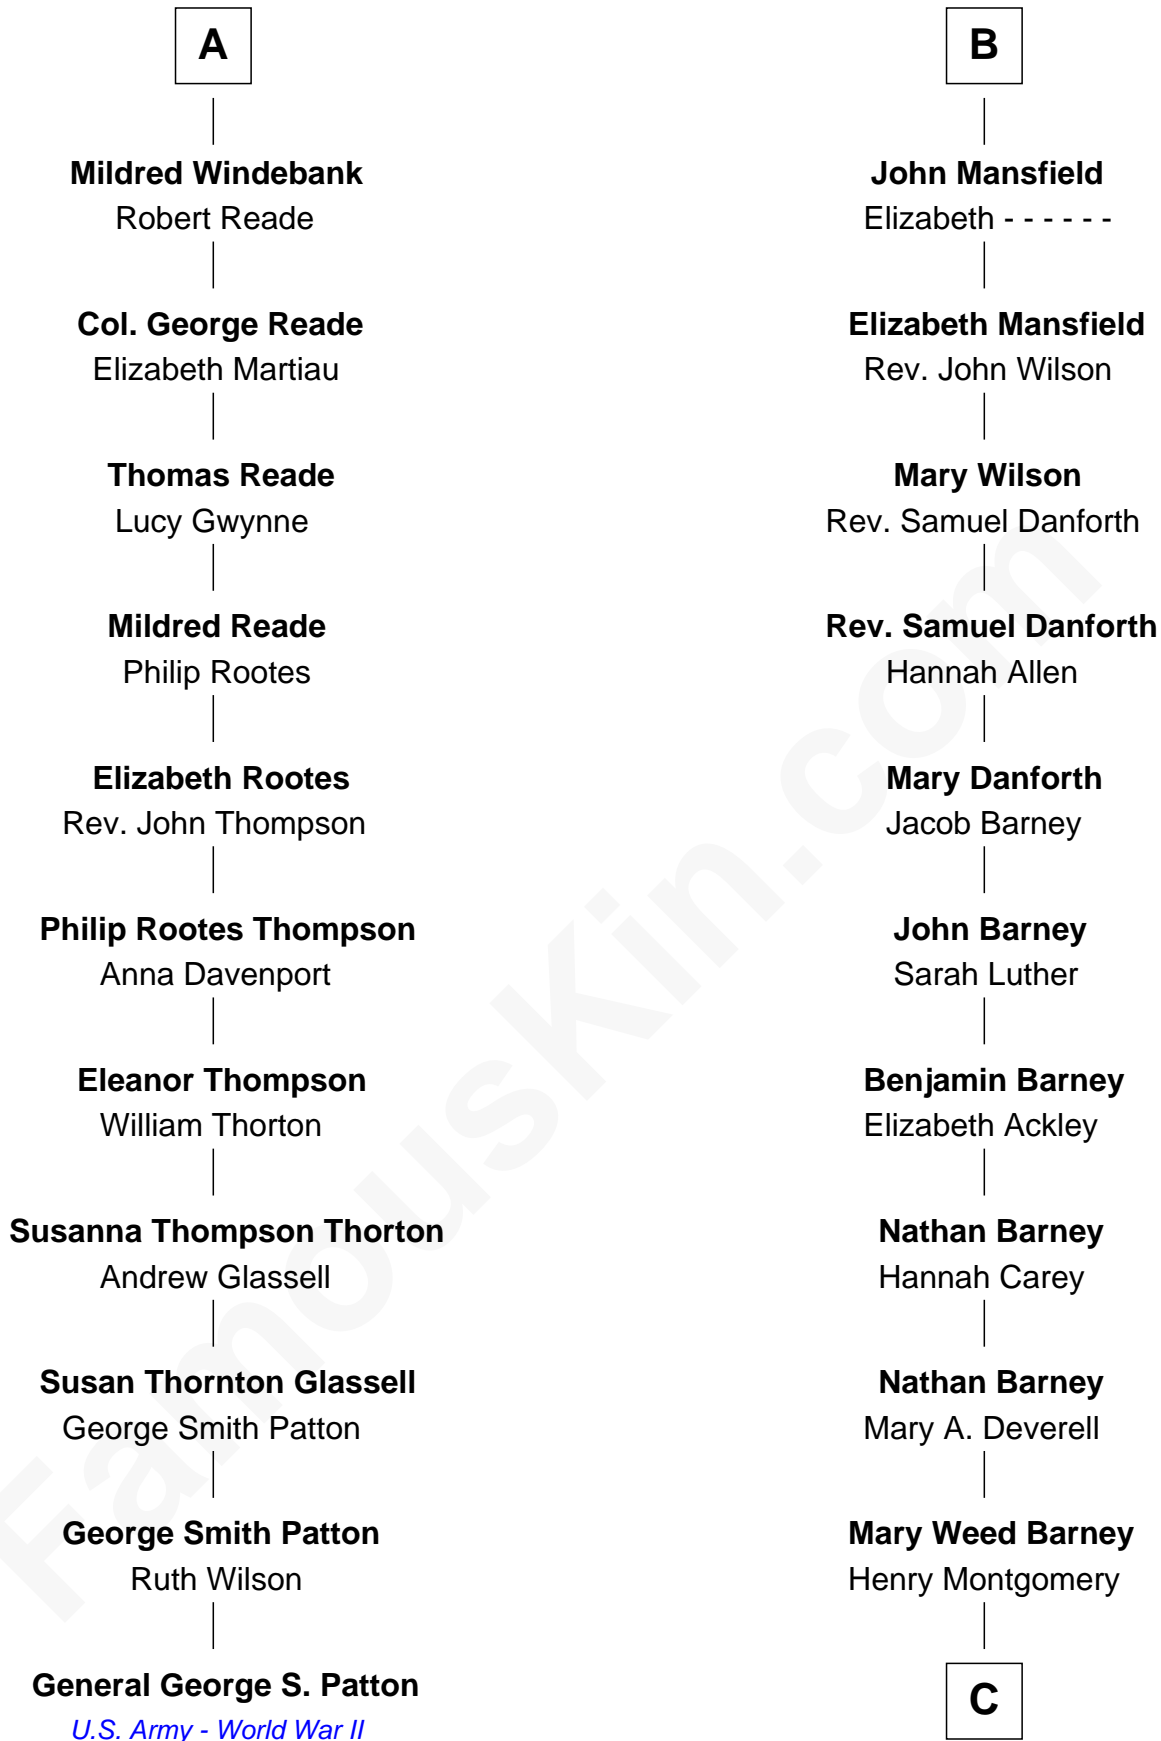 A
Mildred Windebank
Robert Reade
Col. George Reade
Elizabeth Martiau
Thomas Reade
Lucy Gwynne
Mildred Reade
Philip Rootes
Elizabeth Rootes
Rev. John Thompson
Philip Rootes Thompson
Anna Davenport
Eleanor Thompson
William Thorton
Susanna Thompson Thorton
Andrew Glassell
Susan Thornton Glassell
George Smith Patton
George Smith Patton
Ruth Wilson
General George S. Patton
U.S. Army - World War II
B
John Mansfield
Elizabeth - - - - - -
Elizabeth Mansfield
Rev. John Wilson
Mary Wilson
Rev. Samuel Danforth
Rev. Samuel Danforth
Hannah Allen
Mary Danforth
Jacob Barney
John Barney
Sarah Luther
Benjamin Barney
Elizabeth Ackley
Nathan Barney
Hannah Carey
Nathan Barney
Mary A. Deverell
Mary Weed Barney
Henry Montgomery
C
FamousKin.com